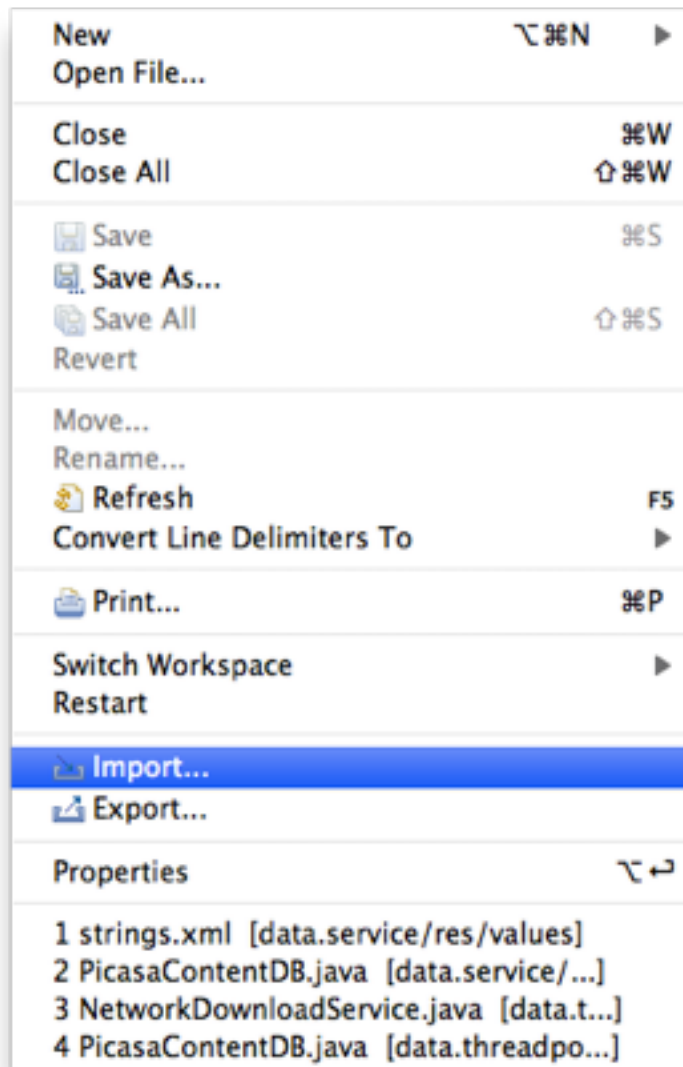 New ⌥⌘N ▶
Open File...
Close ⌘W
Close All ⇧⌘W
Save ⌘S
Save As...
Save All ⇧⌘S
Revert
Move...
Rename...
Refresh F5
Convert Line Delimiters To ▶
Print... ⌘P
Switch Workspace ▶
Restart
Import...
Export...
Properties ⌥↩
1 strings.xml [data.service/res/values]
2 PicasaContentDB.java [data.service/...]
3 NetworkDownloadService.java [data.t...]
4 PicasaContentDB.java [data.threadpo...]